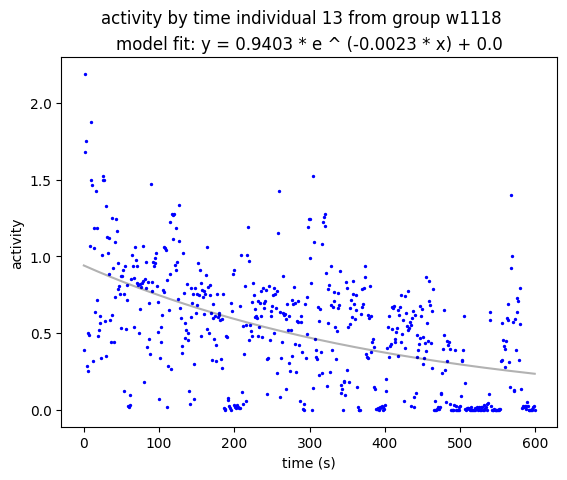 activity by time individual 13 from group w1118
model fit: y = 0.9403 * e ^ (-0.0023 * x) + 0.0
2.0
1.5
1.0
0.5
0.0
activity
0 100 200 300 400 500 600
time (s)